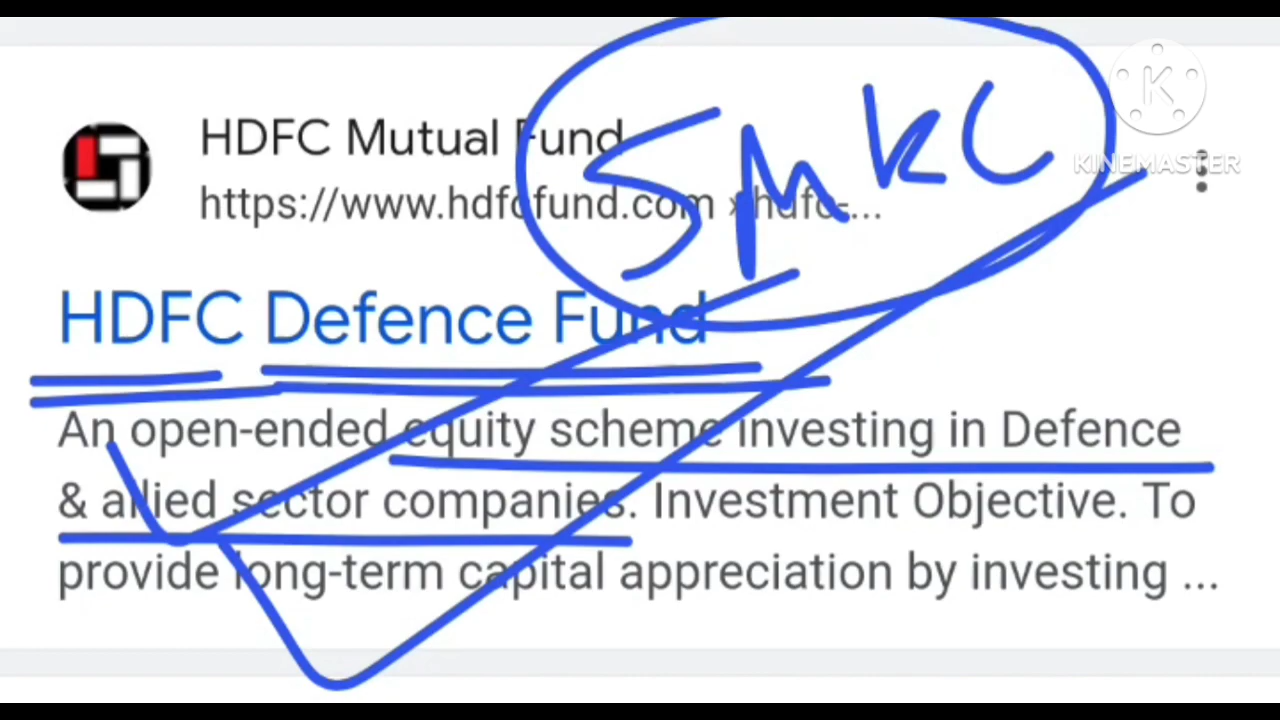 HDFC Mutual Fund
https://www.hdfcfund.com › hdfc-...
SMKC
KINEMASTER
HDFC Defence Fund
An open-ended equity scheme investing in Defence
& allied sector companies. Investment Objective. To
provide long-term capital appreciation by investing ...